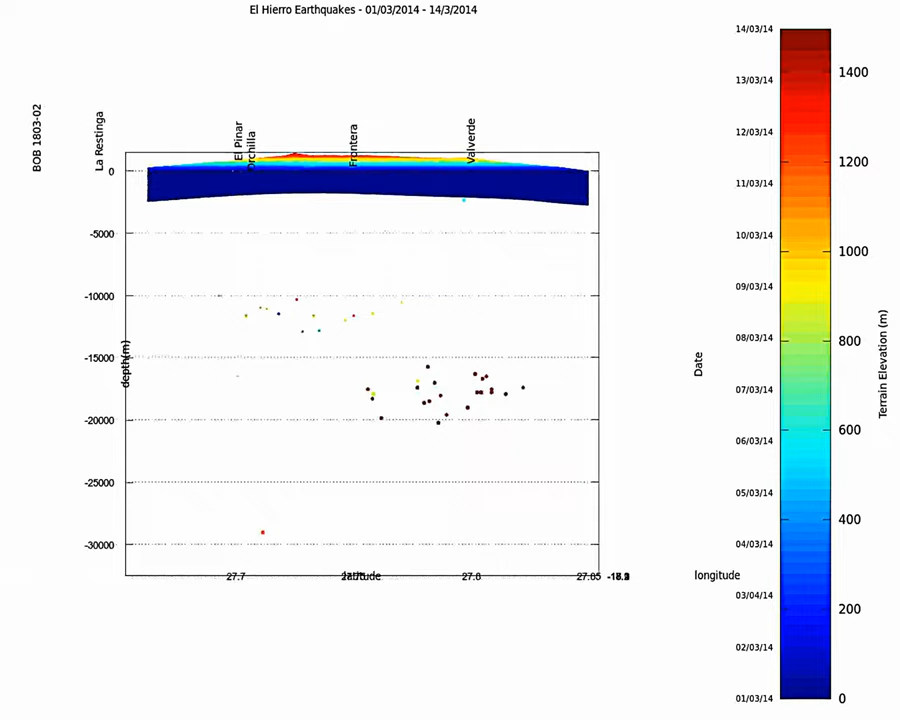 El Hierro Earthquakes - 01/03/2014 - 14/3/2014
BOB 1803-02
La Restinga
El Pinar
Orchilla
Frontera
Valverde
0
-5000
-10000
-15000
-20000
-25000
-30000
depth(m)
27.7
27.8
27.85
longitude
Date
14/03/14
13/03/14
12/03/14
11/03/14
10/03/14
09/03/14
08/03/14
07/03/14
06/03/14
05/03/14
04/03/14
03/04/14
02/03/14
01/03/14
1400
1200
1000
800
600
400
200
0
Terrain Elevation (m)